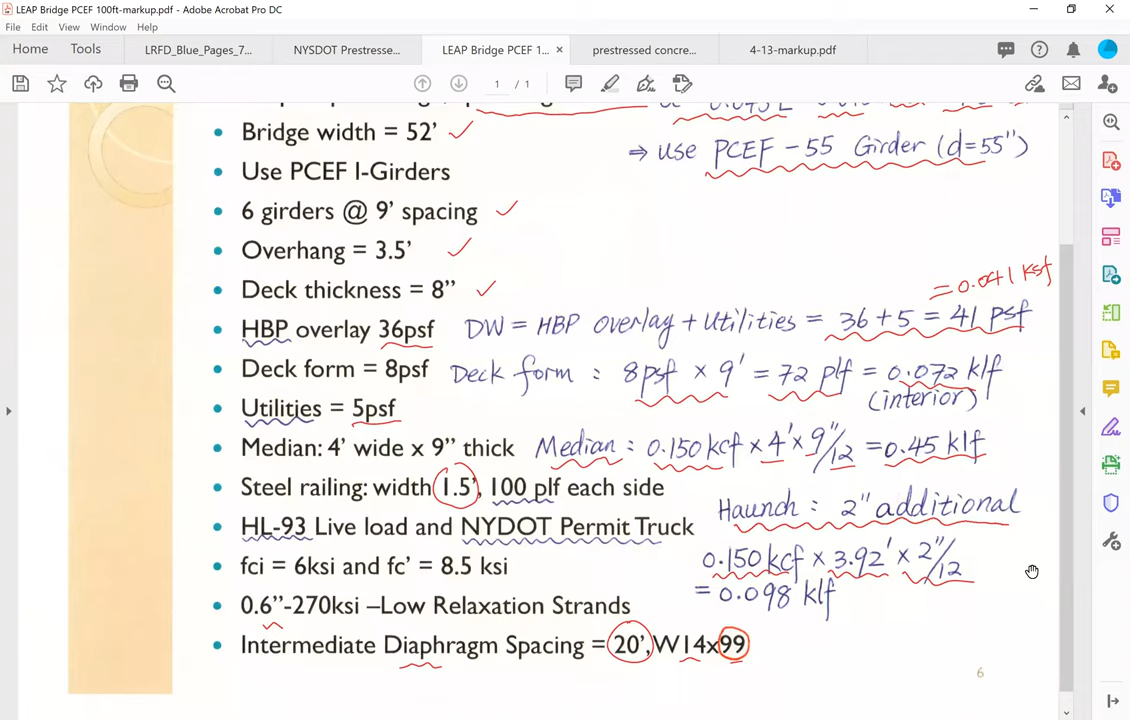 LEAP Bridge PCEF 100ft-markup.pdf - Adobe Acrobat Pro DC
File Edit View Window Help
Home Tools LRFD_Blue_Pages_7... NYSDOT Prestresse... LEAP Bridge PCEF 1... × prestressed concre... 4-13-markup.pdf
1 / 1
Bridge width = 52'
⇒ use PCEF - 55 Girder (d=55")
Use PCEF I-Girders
6 girders @ 9' spacing
Overhang = 3.5'
Deck thickness = 8"
= 0.041 ksf
HBP overlay 36psf DW = HBP overlay + Utilities = 36 + 5 = 41 psf
Deck form = 8psf Deck form : 8psf × 9' = 72 plf = 0.072 klf
(interior)
Utilities = 5psf
Median: 4' wide x 9" thick Median : 0.150 kcf × 4' × 9"/12 = 0.45 klf
Steel railing: width 1.5', 100 plf each side
Haunch : 2" additional
HL-93 Live load and NYDOT Permit Truck
0.150 kcf × 3.92' × 2"/12
fci = 6ksi and fc' = 8.5 ksi
= 0.098 klf
0.6"-270ksi –Low Relaxation Strands
Intermediate Diaphragm Spacing = 20', W14x99
6